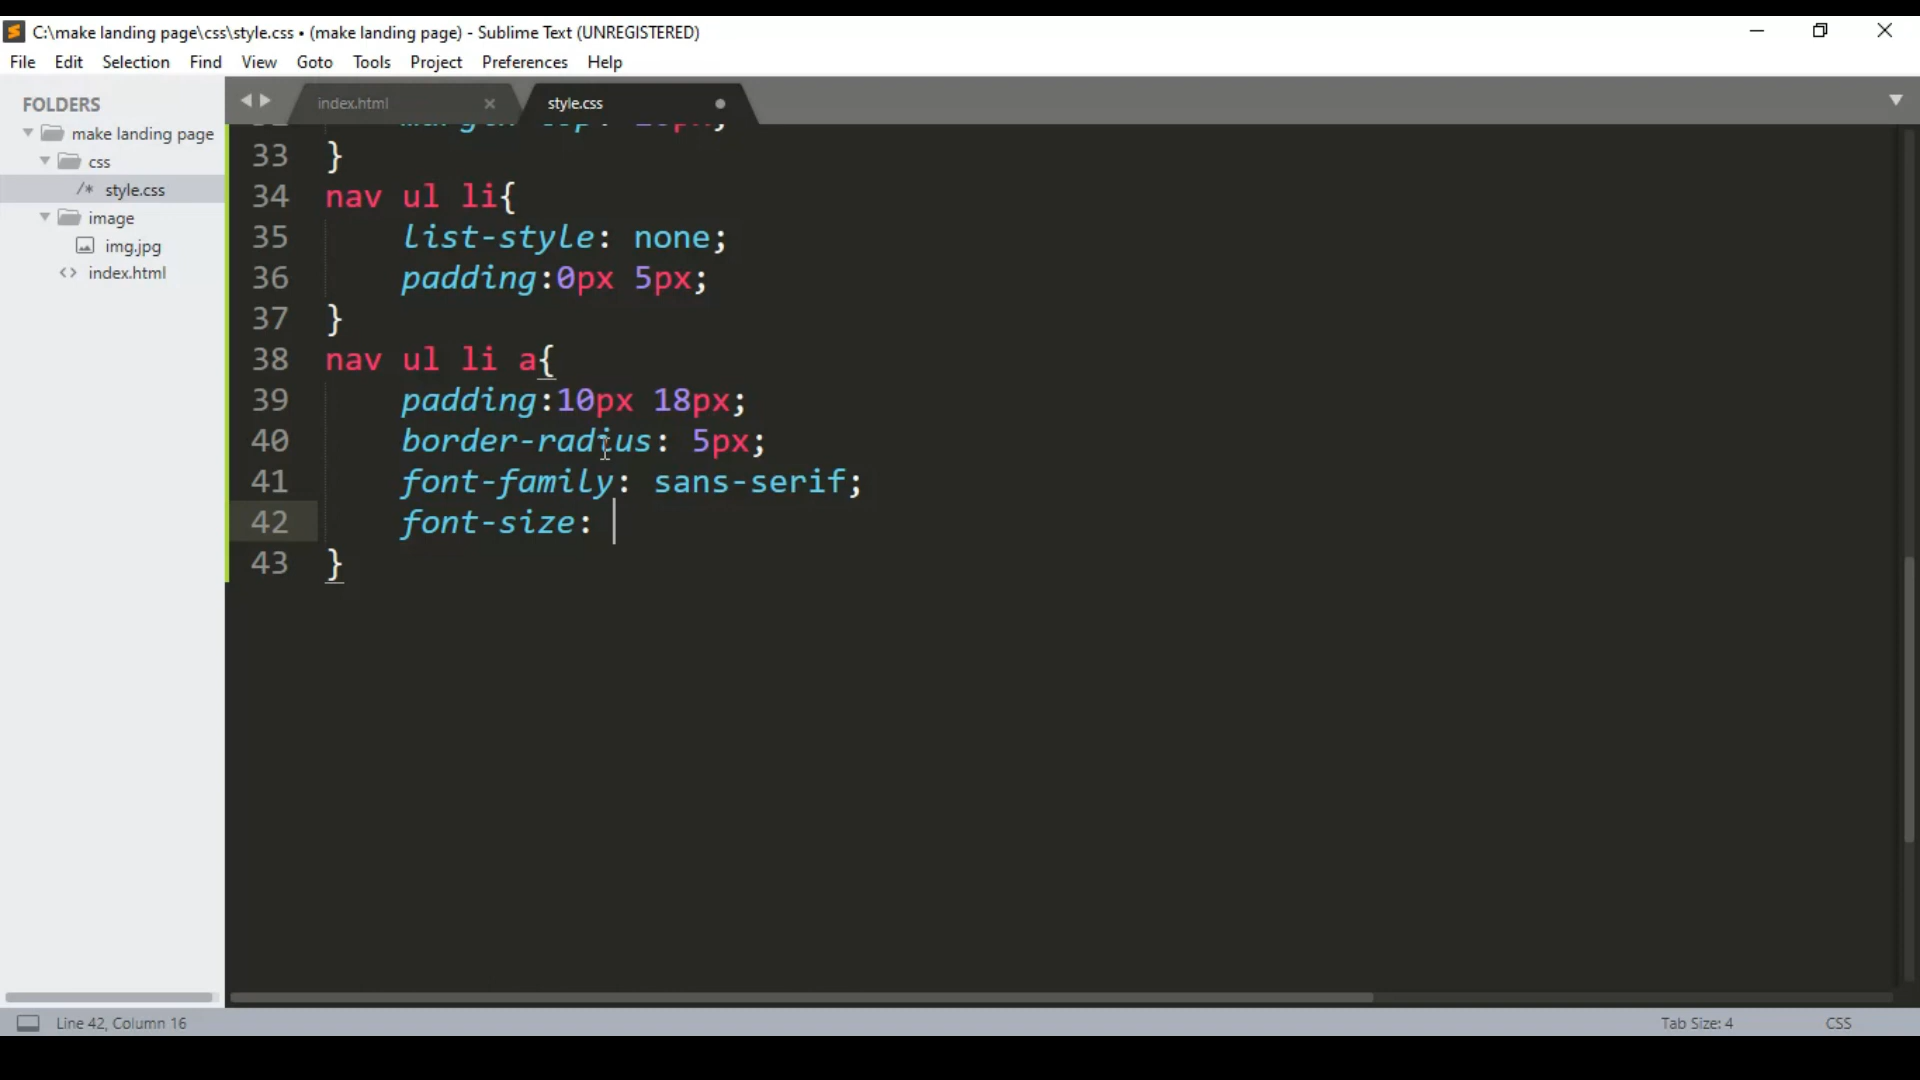 C:\make landing page\css\style.css • (make landing page) - Sublime Text (UNREGISTERED)
File Edit Selection Find View Goto Tools Project Preferences Help
FOLDERS
make landing page
css
/* style.css
image
img.jpg
<> index.html
index.html × style.css
33 }
34 nav ul li{
35 list-style: none;
36 padding:0px 5px;
37 }
38 nav ul li a{
39 padding:10px 18px;
40 border-radius: 5px;
41 font-family: sans-serif;
42 font-size:
43 }
Line 42, Column 16 Tab Size: 4 CSS